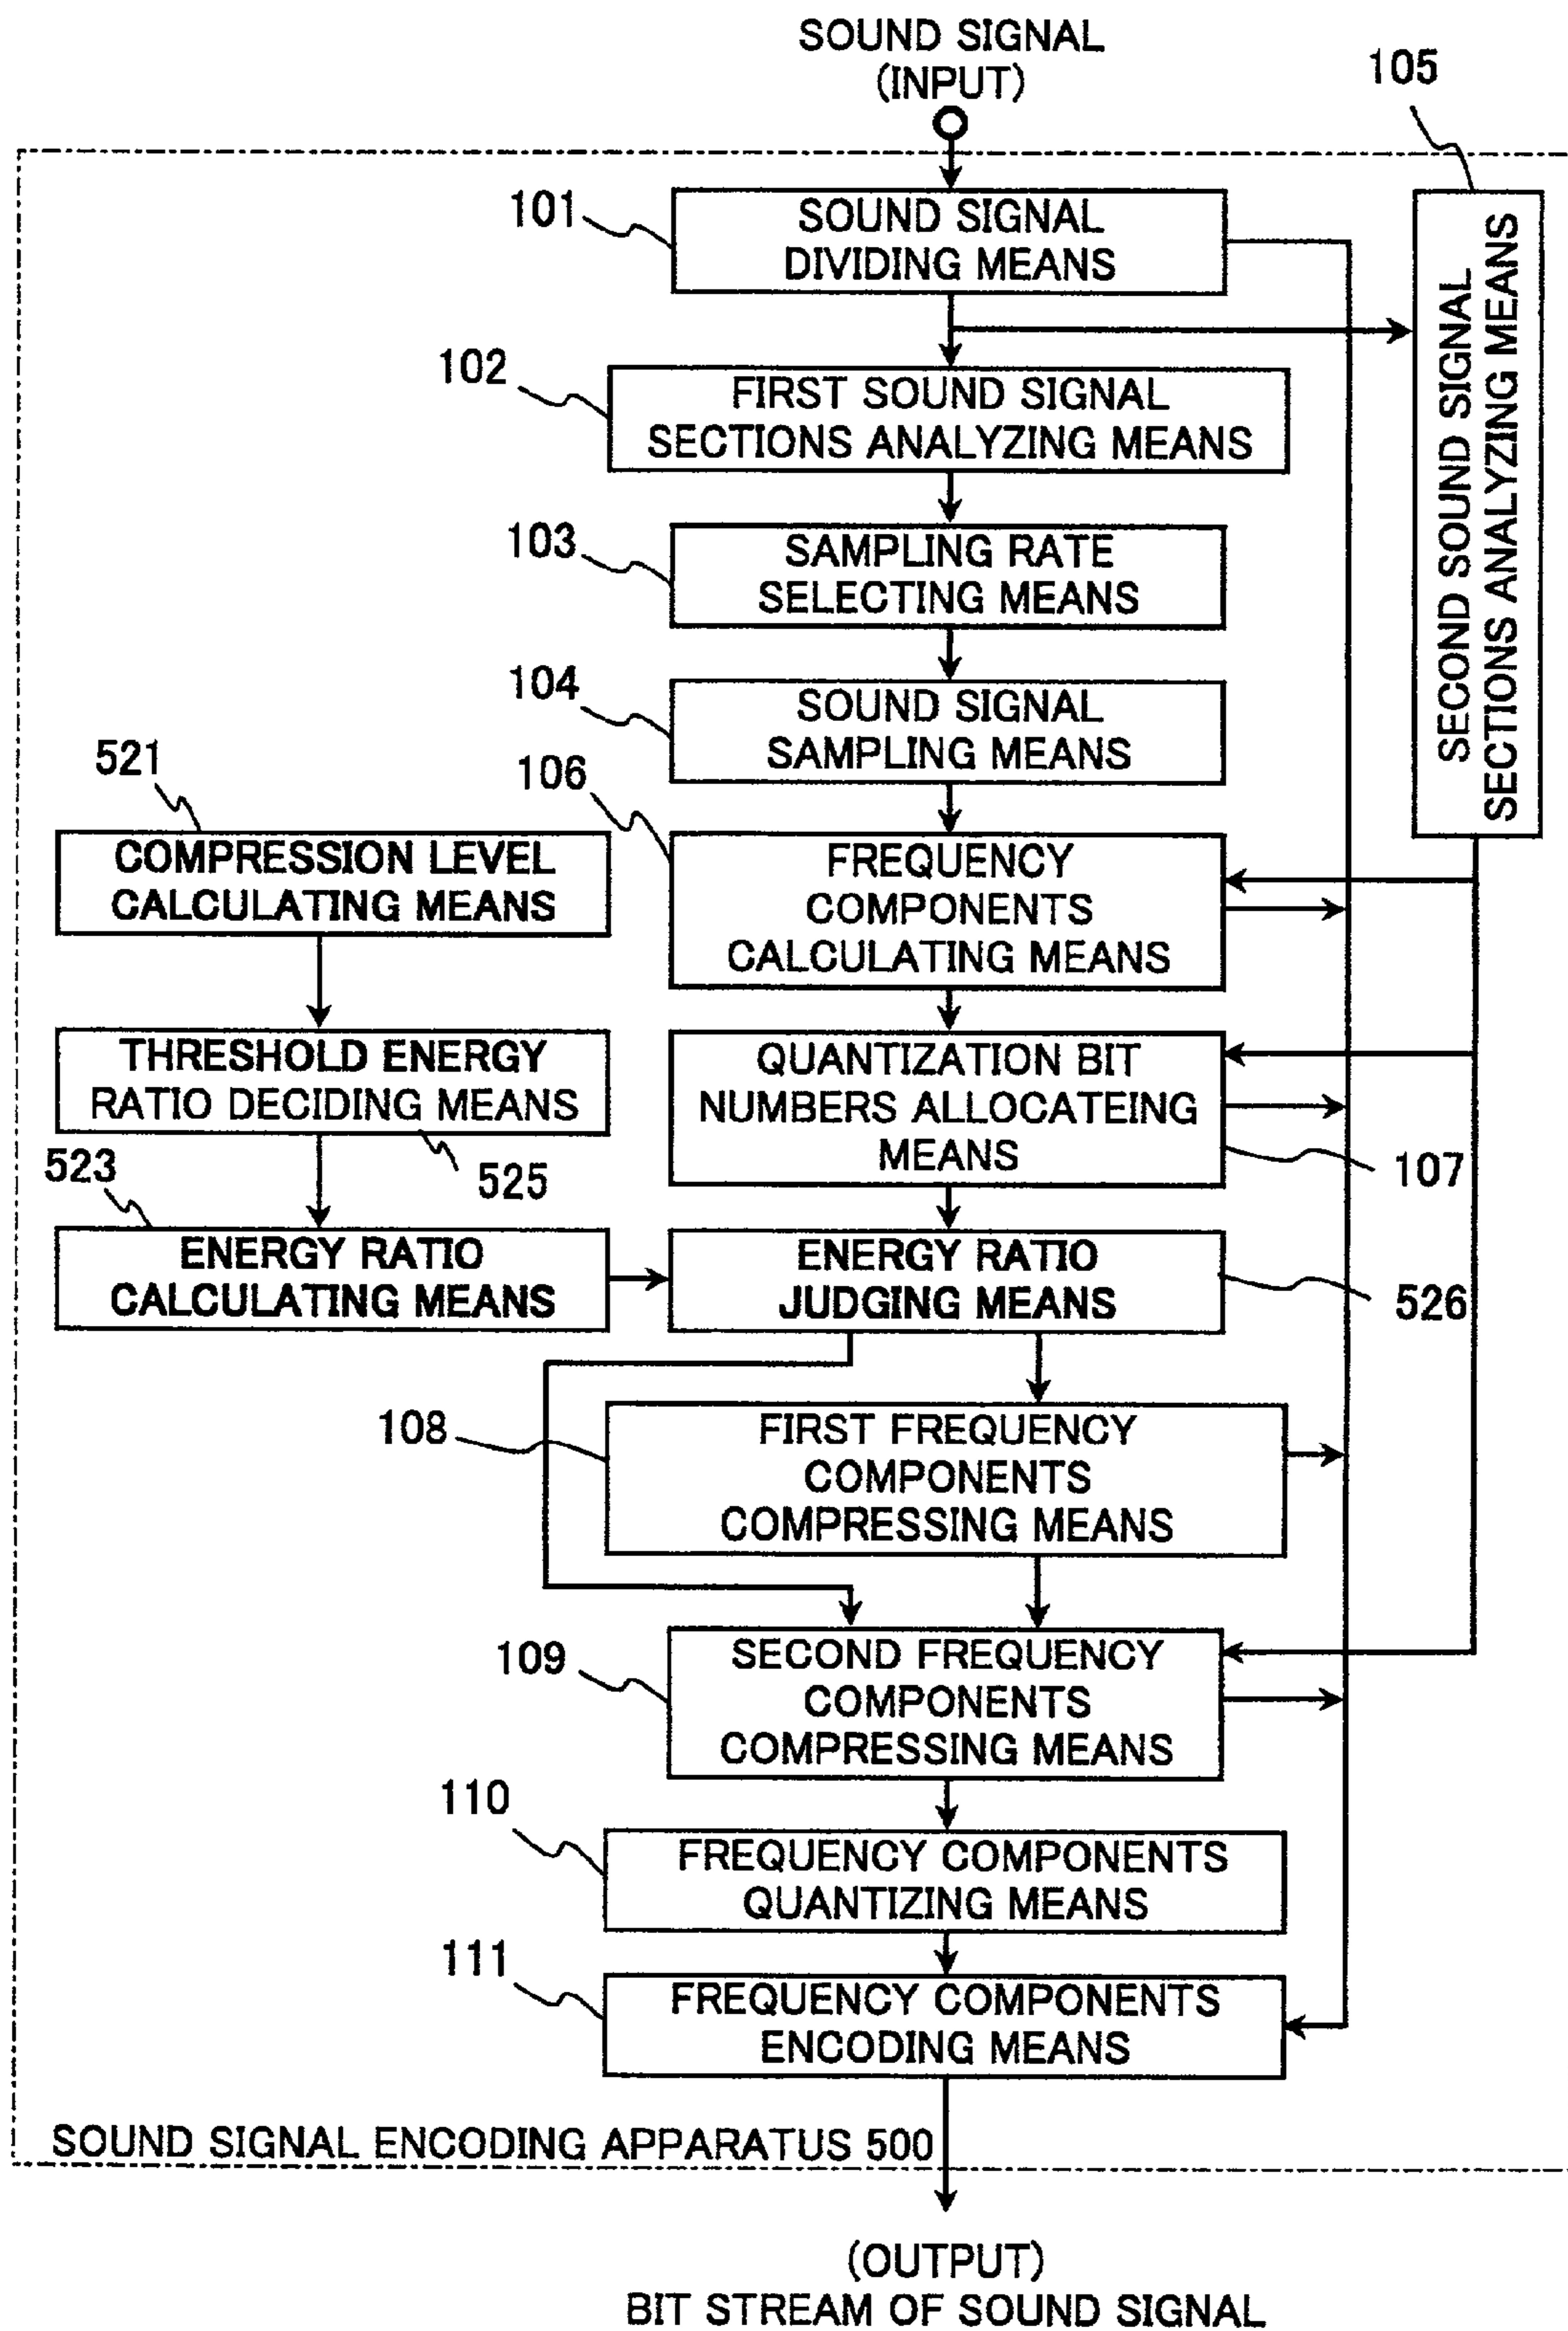 SOUND SIGNAL
(INPUT)
105
101
SOUND SIGNAL
DIVIDING MEANS
SECOND SOUND SIGNAL
SECTIONS ANALYZING MEANS
102
FIRST SOUND SIGNAL
SECTIONS ANALYZING MEANS
103
SAMPLING RATE
SELECTING MEANS
104
SOUND SIGNAL
SAMPLING MEANS
521
COMPRESSION LEVEL
CALCULATING MEANS
106
FREQUENCY
COMPONENTS
CALCULATING MEANS
THRESHOLD ENERGY
RATIO DECIDING MEANS
525
QUANTIZATION BIT
NUMBERS ALLOCATEING
MEANS
107
523
ENERGY RATIO
CALCULATING MEANS
ENERGY RATIO
JUDGING MEANS
526
108
FIRST FREQUENCY
COMPONENTS
COMPRESSING MEANS
109
SECOND FREQUENCY
COMPONENTS
COMPRESSING MEANS
110
FREQUENCY COMPONENTS
QUANTIZING MEANS
111
FREQUENCY COMPONENTS
ENCODING MEANS
SOUND SIGNAL ENCODING APPARATUS 500
(OUTPUT)
BIT STREAM OF SOUND SIGNAL